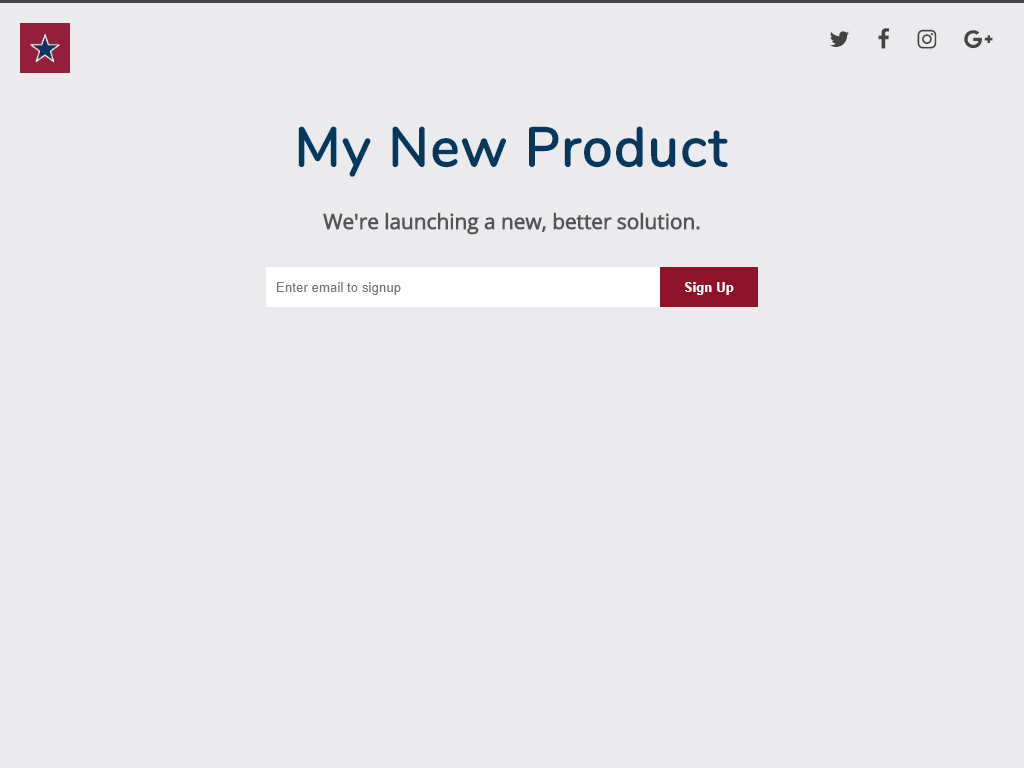 My New Product
We're launching a new, better solution.
Enter email to signup
Sign Up